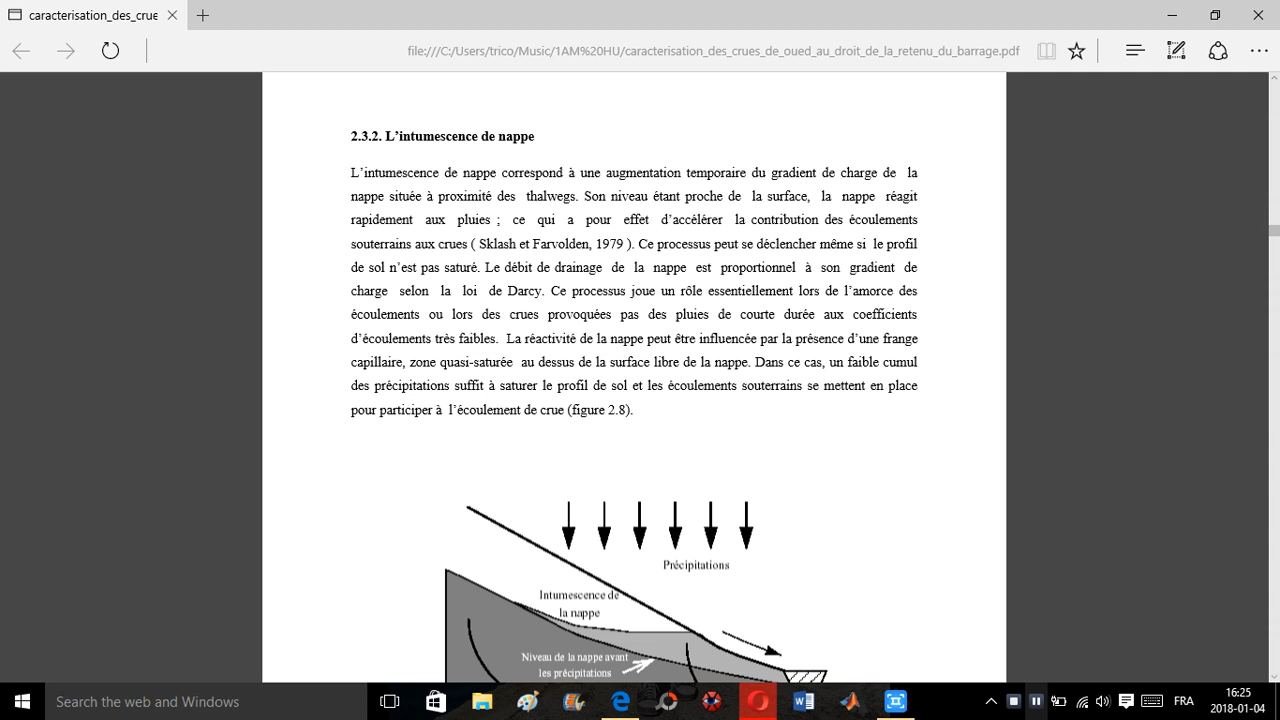 caracterisation_des_crue
file:///C:/Users/trico/Music/1AM%20HU/caracterisation_des_crues_de_oued_au_droit_de_la_retenu_du_barrage.pdf
2.3.2. L'intumescence de nappe
L'intumescence de nappe correspond à une augmentation temporaire du gradient de charge de la
nappe située à proximité des thalwegs. Son niveau étant proche de la surface, la nappe réagit
rapidement aux pluies ; ce qui a pour effet d'accélérer la contribution des écoulements
souterrains aux crues ( Sklash et Farvolden, 1979 ). Ce processus peut se déclencher même si le profil
de sol n'est pas saturé. Le débit de drainage de la nappe est proportionnel à son gradient de
charge selon la loi de Darcy. Ce processus joue un rôle essentiellement lors de l'amorce des
écoulements ou lors des crues provoquées pas des pluies de courte durée aux coefficients
d'écoulements très faibles. La réactivité de la nappe peut être influencée par la présence d'une frange
capillaire, zone quasi-saturée au dessus de la surface libre de la nappe. Dans ce cas, un faible cumul
des précipitations suffit à saturer le profil de sol et les écoulements souterrains se mettent en place
pour participer à l'écoulement de crue (figure 2.8).
Précipitations
Intumescence de
la nappe
Niveau de la nappe avant
les précipitations
Search the web and Windows
FRA
16:25
2018-01-04